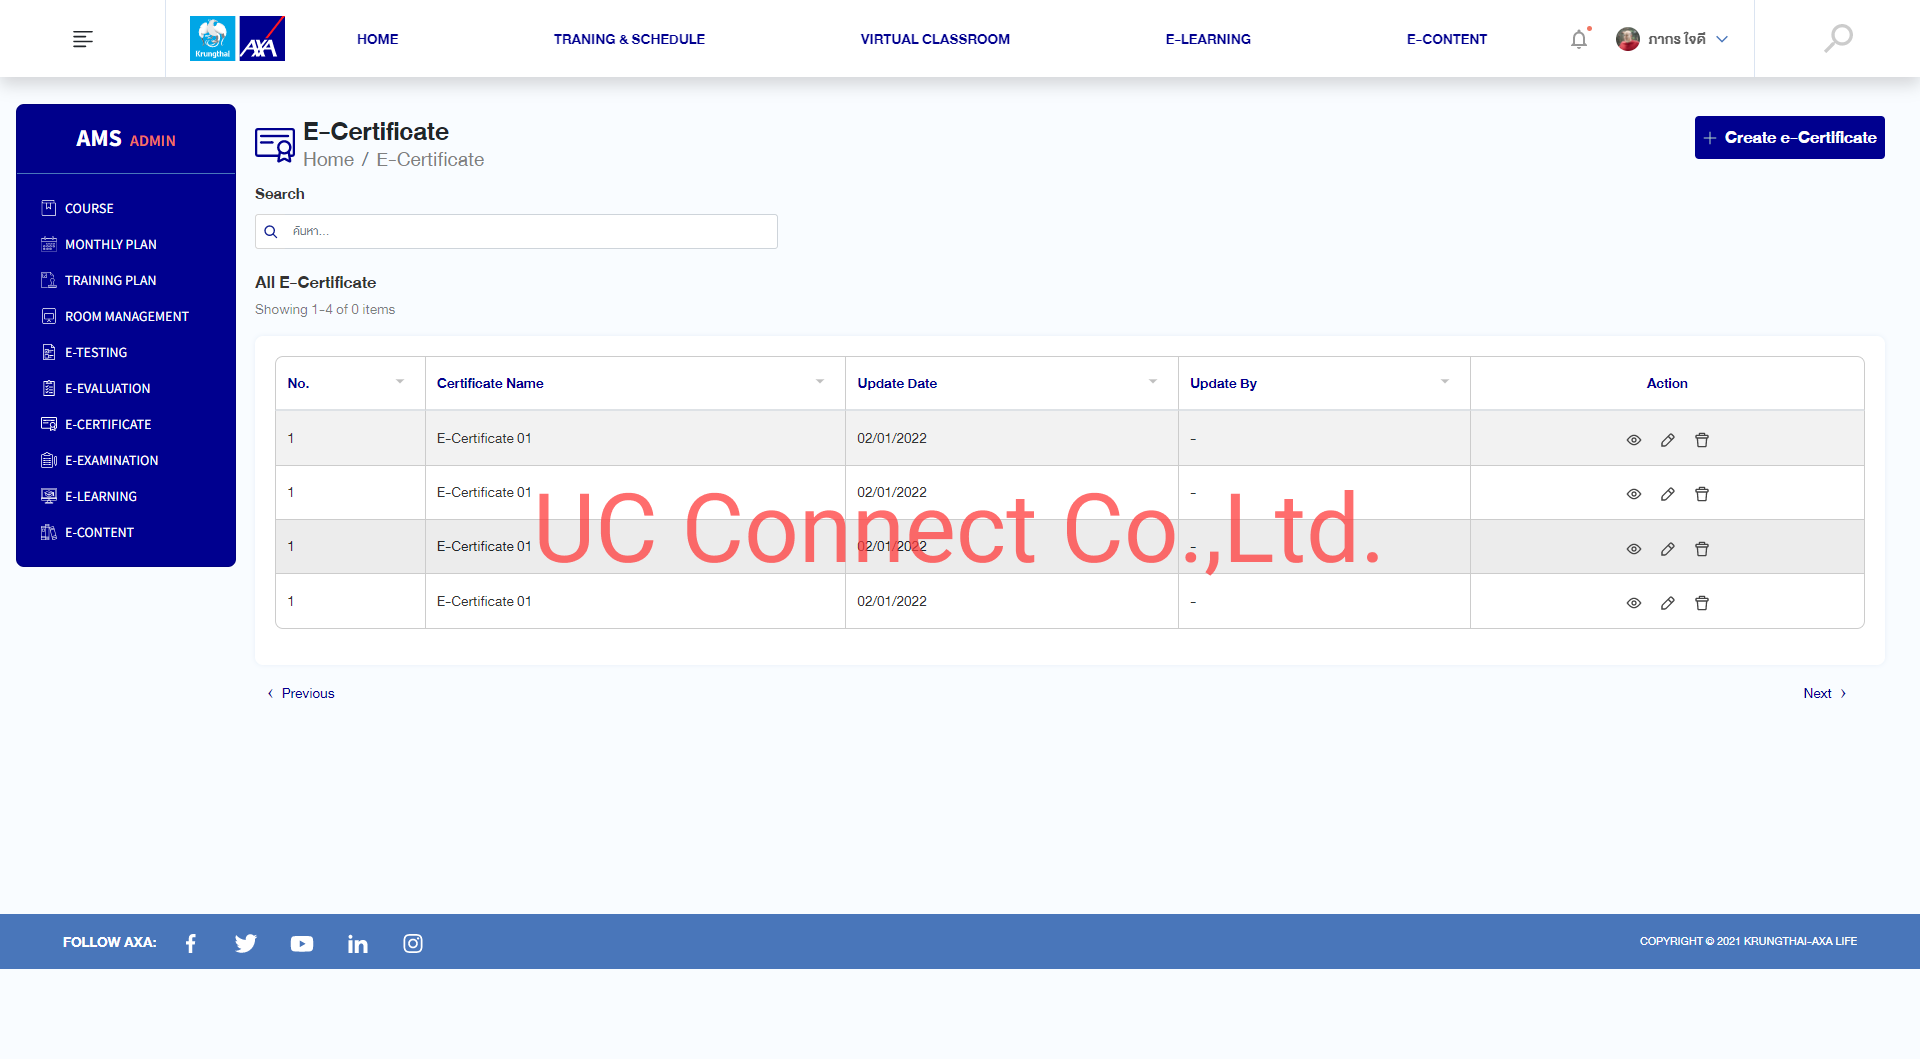 Krungthai
AXA
HOME
TRANING & SCHEDULE
VIRTUAL CLASSROOM
E-LEARNING
E-CONTENT
ภากร ใจดี
AMS ADMIN
COURSE
MONTHLY PLAN
TRAINING PLAN
ROOM MANAGEMENT
E-TESTING
E-EVALUATION
E-CERTIFICATE
E-EXAMINATION
E-LEARNING
E-CONTENT
E-Certificate
Home / E-Certificate
+ Create e-Certificate
Search
ค้นหา...
All E-Certificate
Showing 1-4 of 0 items
No. Certificate Name Update Date Update By Action
1 E-Certificate 01 02/01/2022 -
1 E-Certificate 01 02/01/2022 -
1 E-Certificate 01 02/01/2022 -
1 E-Certificate 01 02/01/2022 -
UC Connect Co.,Ltd.
‹ Previous
Next ›
FOLLOW AXA:
COPYRIGHT © 2021 KRUNGTHAI-AXA LIFE